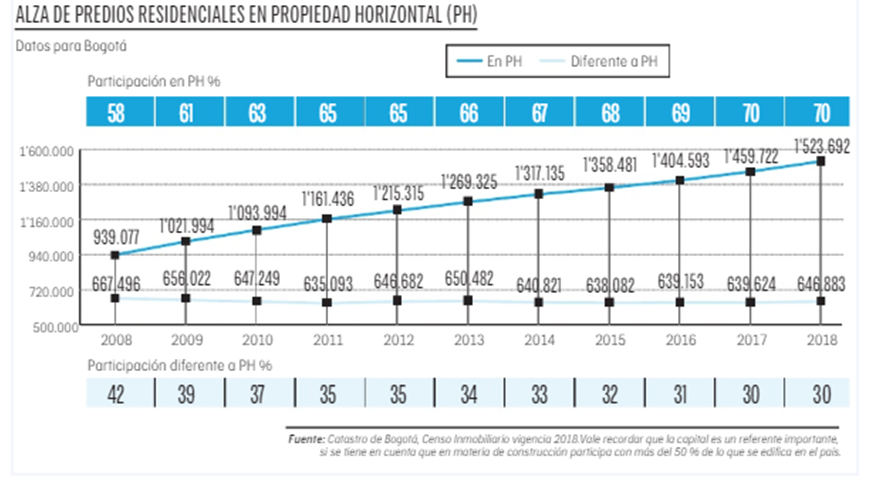 ALZA DE PREDIOS RESIDENCIALES EN PROPIEDAD HORIZONTAL (PH)
Datos para Bogotá
En PH Diferente a PH
Participación en PH %
58 61 63 65 65 66 67 68 69 70 70
1'600.000
1'380.000
1'160.000
940.000
720.000
500.000
939.077 1'021.994 1'093.994 1'161.436 1'215.315 1'269.325 1'317.135 1'358.481 1'404.593 1'459.722 1'523.692
667.496 656.022 647.249 635.093 646.682 650.482 640.821 638.082 639.153 639.624 646.883
2008 2009 2010 2011 2012 2013 2014 2015 2016 2017 2018
Participación diferente a PH %
42 39 37 35 35 34 33 32 31 30 30
Fuente: Catastro de Bogotá, Censo Inmobiliario vigencia 2018.Vale recordar que la capital es un referente importante,
si se tiene en cuenta que en materia de construcción participa con más del 50 % de lo que se edifica en el país.